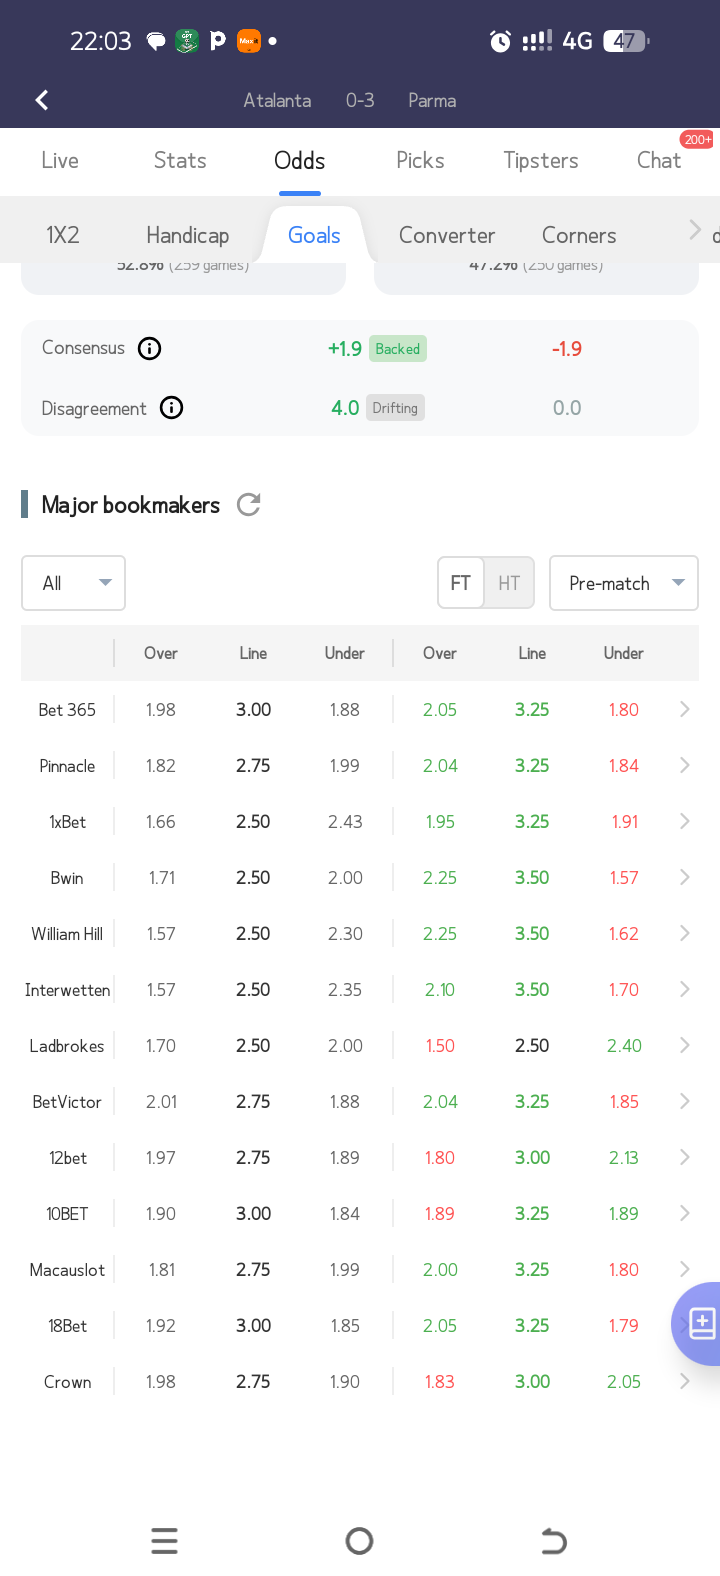 22:03 4G 47
Atalanta 0-3 Parma
200+
Live Stats Odds Picks Tipsters Chat
1X2 Handicap Goals Converter Corners d
52.8% (259 games) 47.2% (250 games)
Consensus +1.9 Backed -1.9
Disagreement 4.0 Drifting 0.0
Major bookmakers
All FT HT Pre-match
Over Line Under Over Line Under
Bet 365 1.98 3.00 1.88 2.05 3.25 1.80
Pinnacle 1.82 2.75 1.99 2.04 3.25 1.84
1xBet 1.66 2.50 2.43 1.95 3.25 1.91
Bwin 1.71 2.50 2.00 2.25 3.50 1.57
William Hill 1.57 2.50 2.30 2.25 3.50 1.62
Interwetten 1.57 2.50 2.35 2.10 3.50 1.70
Ladbrokes 1.70 2.50 2.00 1.50 2.50 2.40
BetVictor 2.01 2.75 1.88 2.04 3.25 1.85
12bet 1.97 2.75 1.89 1.80 3.00 2.13
10BET 1.90 3.00 1.84 1.89 3.25 1.89
Macauslot 1.81 2.75 1.99 2.00 3.25 1.80
18Bet 1.92 3.00 1.85 2.05 3.25 1.79
Crown 1.98 2.75 1.90 1.83 3.00 2.05